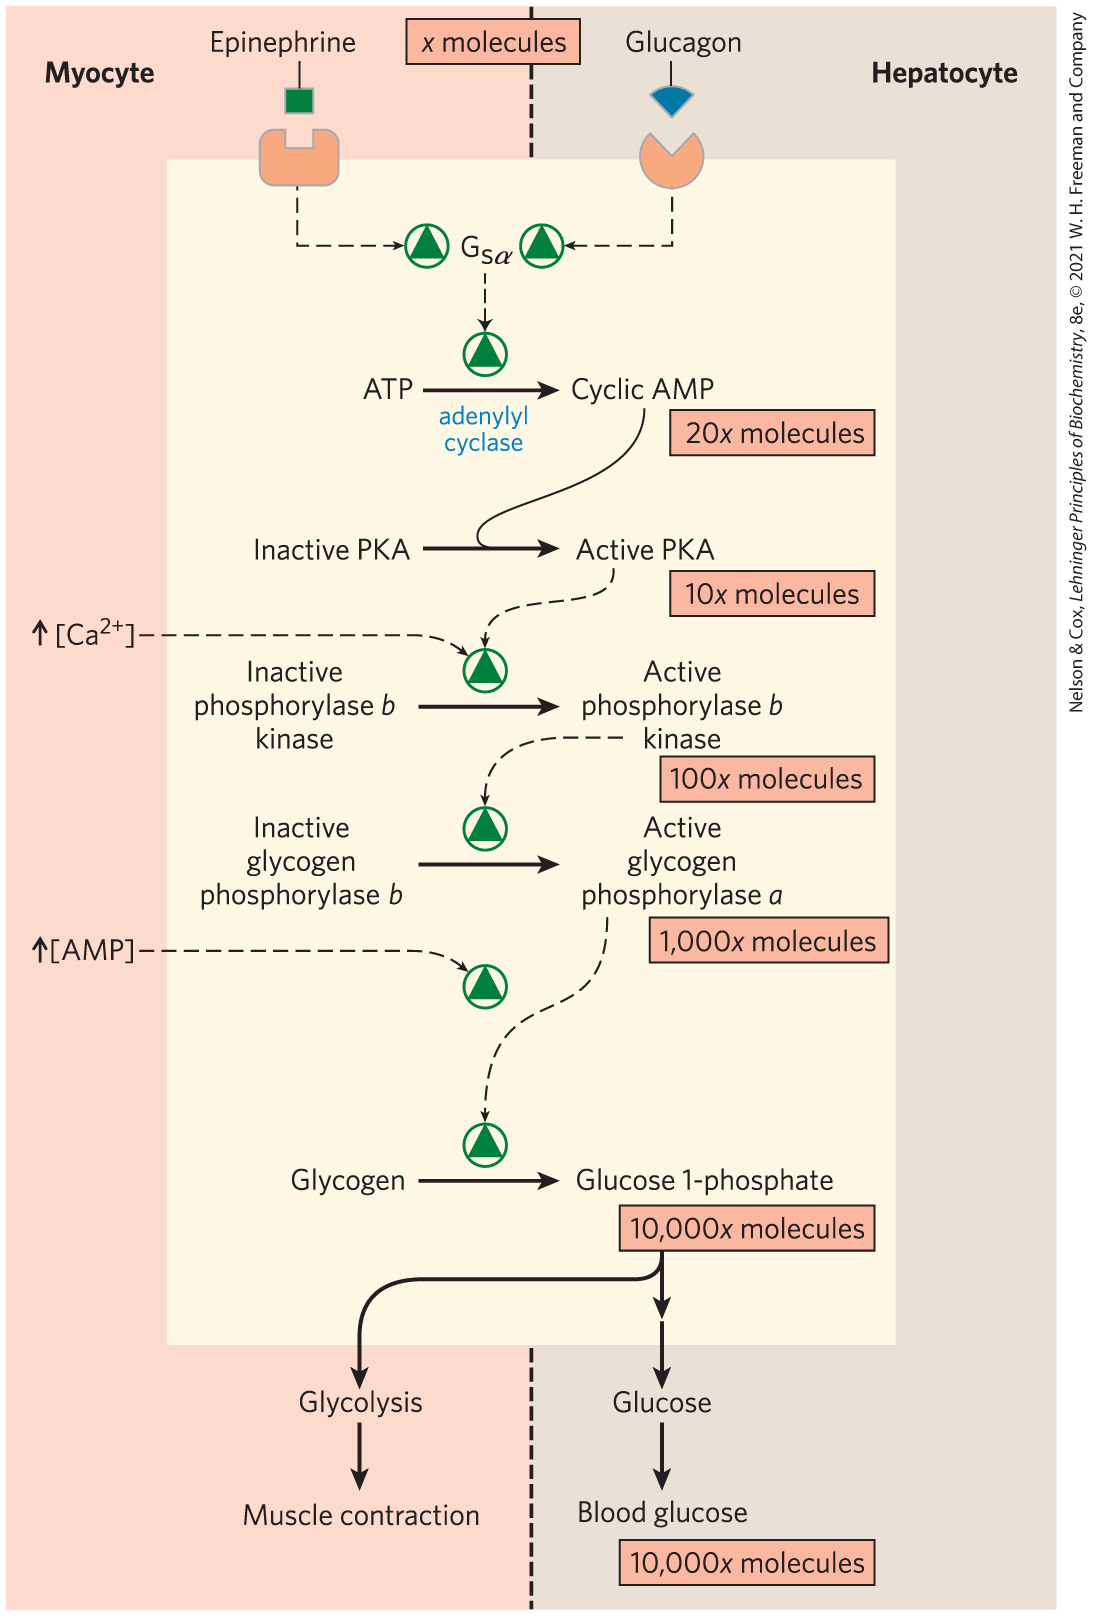 Epinephrine
x molecules
Glucagon
Myocyte
Hepatocyte
Gsα
ATP
Cyclic AMP
adenylyl
cyclase
20x molecules
Inactive PKA
Active PKA
10x molecules
↑[Ca2+]
Inactive
phosphorylase b
kinase
Active
phosphorylase b
kinase
100x molecules
Inactive
glycogen
phosphorylase b
Active
glycogen
phosphorylase a
1,000x molecules
↑[AMP]
Glycogen
Glucose 1-phosphate
10,000x molecules
Glycolysis
Glucose
Muscle contraction
Blood glucose
10,000x molecules
Nelson & Cox, Lehninger Principles of Biochemistry, 8e, © 2021 W. H. Freeman and Company